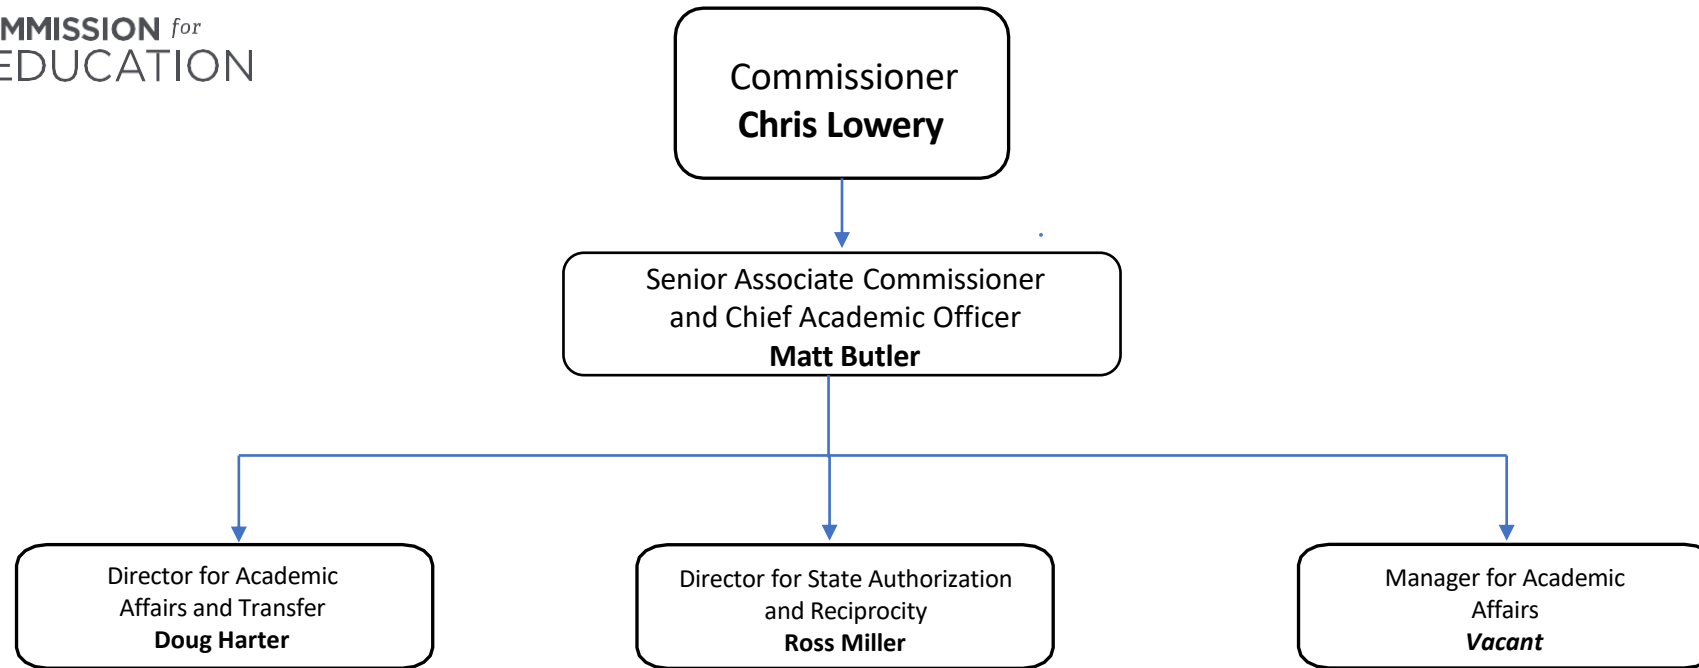 MMISSION for
EDUCATION
Commissioner
Chris Lowery
Senior Associate Commissioner
and Chief Academic Officer
Matt Butler
Director for Academic
Affairs and Transfer
Doug Harter
Director for State Authorization
and Reciprocity
Ross Miller
Manager for Academic
Affairs
Vacant